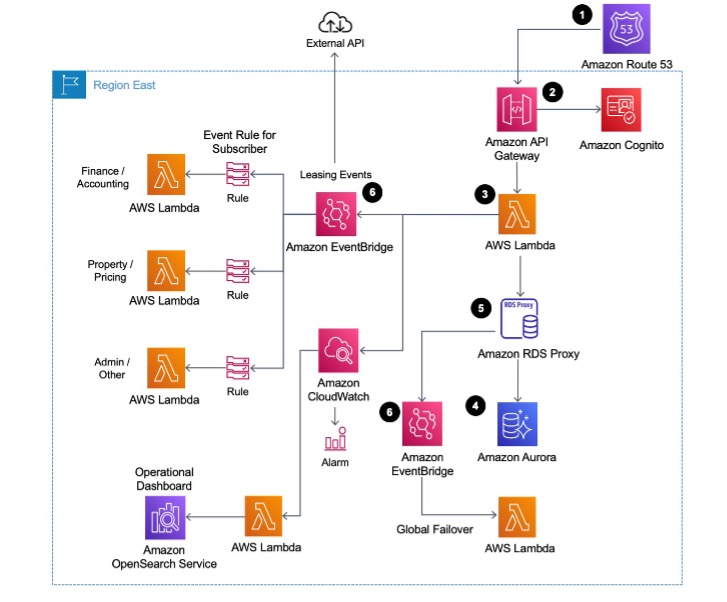 1
53
Amazon Route 53
External API
Region East
2
Amazon API
Gateway
Amazon Cognito
Event Rule for
Subscriber
Finance /
Accounting
AWS Lambda
Rule
Leasing Events
6
Amazon EventBridge
3
AWS Lambda
Property /
Pricing
AWS Lambda
Rule
5
RDS Proxy
Amazon RDS Proxy
Admin /
Other
AWS Lambda
Rule
Amazon
CloudWatch
Alarm
6
Amazon
EventBridge
4
Amazon Aurora
Operational
Dashboard
Amazon
OpenSearch Service
AWS Lambda
Global Failover
AWS Lambda